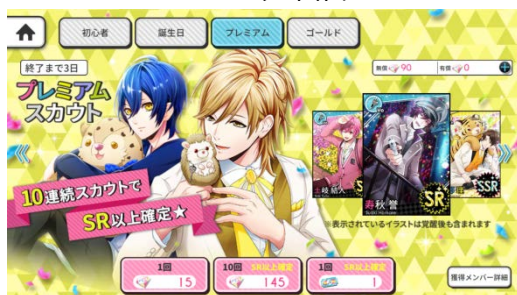 初心者
誕生日
プレミアム
ゴールド
終了まで3日
無償 90
有償 0
プレミアム
スカウト
10連続スカウトで
SR以上確定★
寿秋 誉
SR
SSR
※表示されているイラストは覚醒後も含まれます
1回
15
10回 SR以上確定
145
1回 SR以上確定
1
獲得メンバー詳細